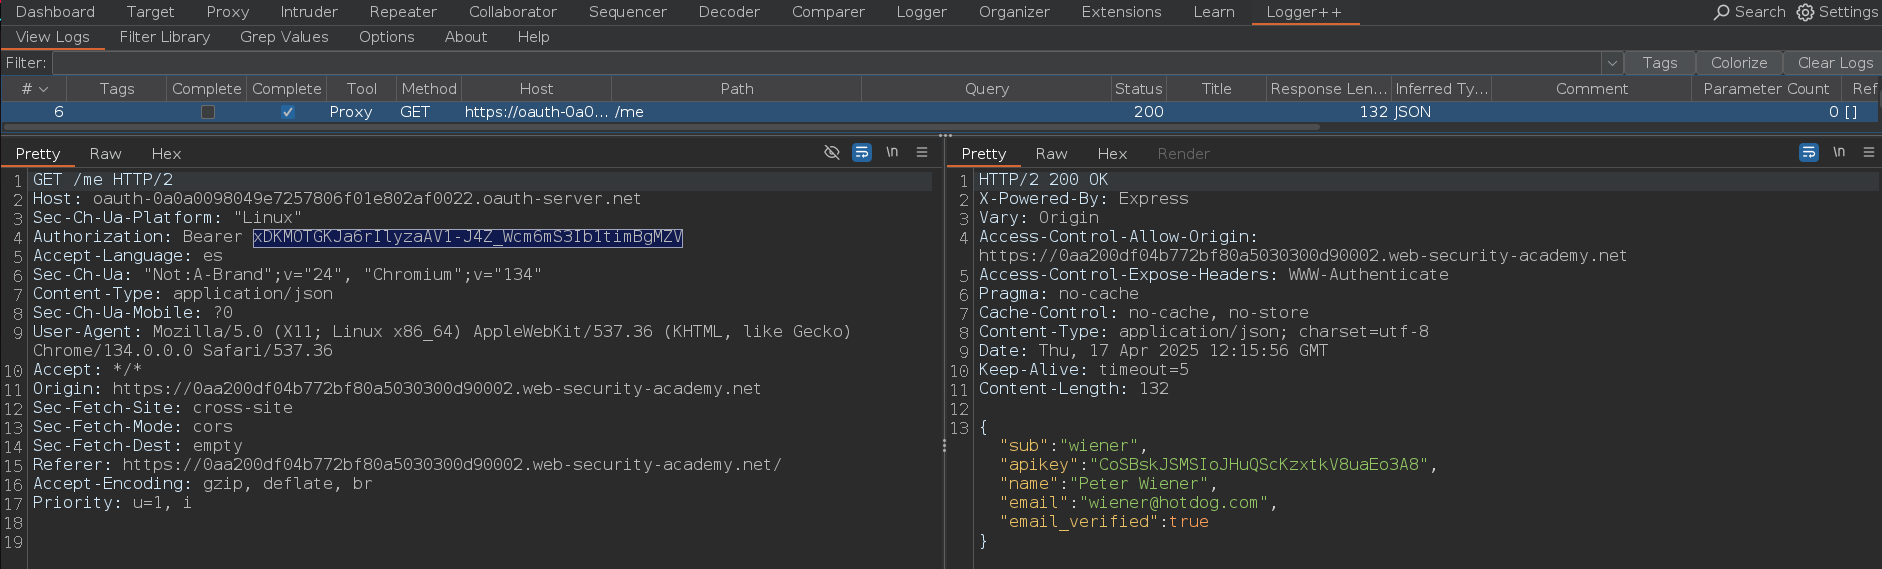 Dashboard Target Proxy Intruder Repeater Collaborator Sequencer Decoder Comparer Logger Organizer Extensions Learn Logger++ Search Settings
View Logs Filter Library Grep Values Options About Help
Filter: Tags Colorize Clear Logs
# Tags Complete Complete Tool Method Host Path Query Status Title Response Len... Inferred Ty... Comment Parameter Count Ref
6 Proxy GET https://oauth-0a0... /me 200 132 JSON 0 []
Pretty Raw Hex \n
1 GET /me HTTP/2
2 Host: oauth-0a0a0098049e7257806f01e802af0022.oauth-server.net
3 Sec-Ch-Ua-Platform: "Linux"
4 Authorization: Bearer xDKMOTGKJa6rIlyzaAV1-J4Z_Wcm6mS3Ib1timBgMZV
5 Accept-Language: es
6 Sec-Ch-Ua: "Not:A-Brand";v="24", "Chromium";v="134"
7 Content-Type: application/json
8 Sec-Ch-Ua-Mobile: ?0
9 User-Agent: Mozilla/5.0 (X11; Linux x86_64) AppleWebKit/537.36 (KHTML, like Gecko)
Chrome/134.0.0.0 Safari/537.36
10 Accept: */*
11 Origin: https://0aa200df04b772bf80a5030300d90002.web-security-academy.net
12 Sec-Fetch-Site: cross-site
13 Sec-Fetch-Mode: cors
14 Sec-Fetch-Dest: empty
15 Referer: https://0aa200df04b772bf80a5030300d90002.web-security-academy.net/
16 Accept-Encoding: gzip, deflate, br
17 Priority: u=1, i
18
19
Pretty Raw Hex Render \n
1 HTTP/2 200 OK
2 X-Powered-By: Express
3 Vary: Origin
4 Access-Control-Allow-Origin:
https://0aa200df04b772bf80a5030300d90002.web-security-academy.net
5 Access-Control-Expose-Headers: WWW-Authenticate
6 Pragma: no-cache
7 Cache-Control: no-cache, no-store
8 Content-Type: application/json; charset=utf-8
9 Date: Thu, 17 Apr 2025 12:15:56 GMT
10 Keep-Alive: timeout=5
11 Content-Length: 132
12
13 {
"sub":"wiener",
"apikey":"CoSBskJSMSIoJHuQScKzxtkV8uaEo3A8",
"name":"Peter Wiener",
"email":"wiener@hotdog.com",
"email_verified":true
}